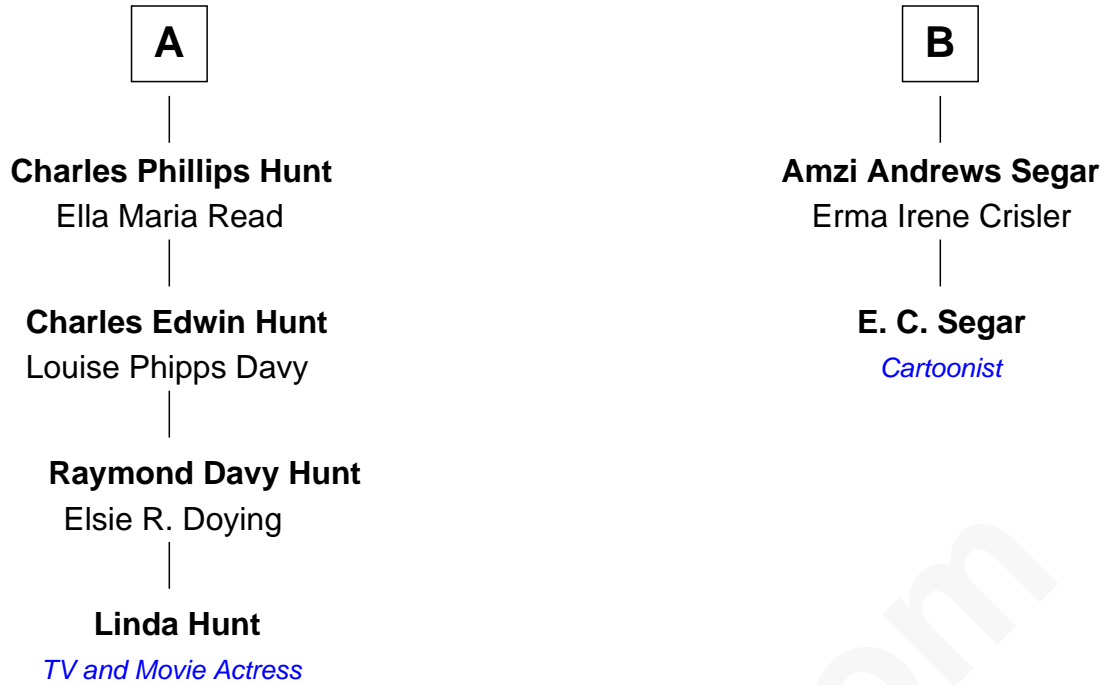 A
Charles Phillips Hunt
Ella Maria Read
Charles Edwin Hunt
Louise Phipps Davy
Raymond Davy Hunt
Elsie R. Doying
Linda Hunt
TV and Movie Actress
B
Amzi Andrews Segar
Erma Irene Crisler
E. C. Segar
Cartoonist
om